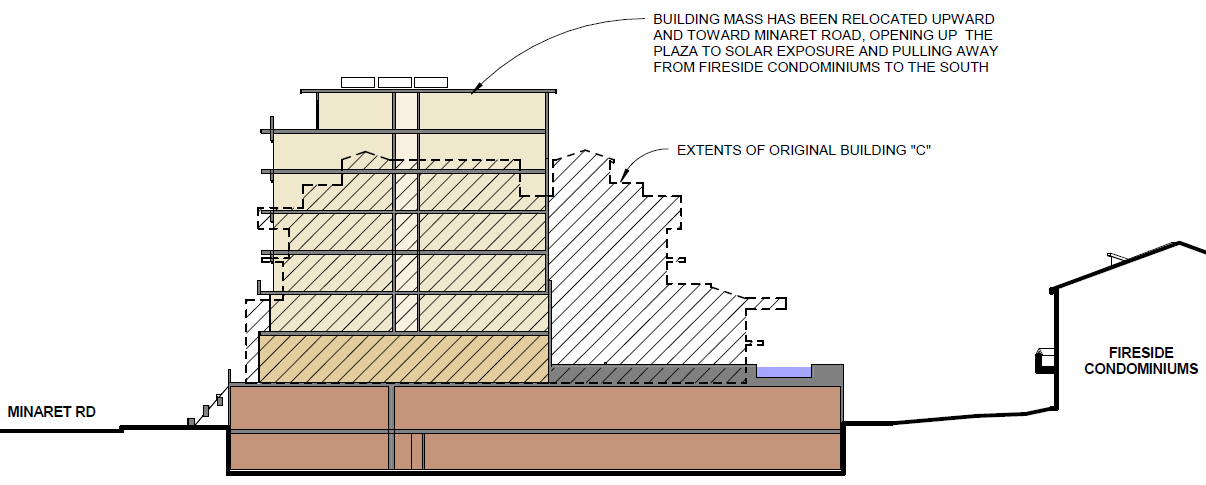 BUILDING MASS HAS BEEN RELOCATED UPWARD
AND TOWARD MINARET ROAD, OPENING UP THE
PLAZA TO SOLAR EXPOSURE AND PULLING AWAY
FROM FIRESIDE CONDOMINIUMS TO THE SOUTH
EXTENTS OF ORIGINAL BUILDING "C"
FIRESIDE
CONDOMINIUMS
MINARET RD